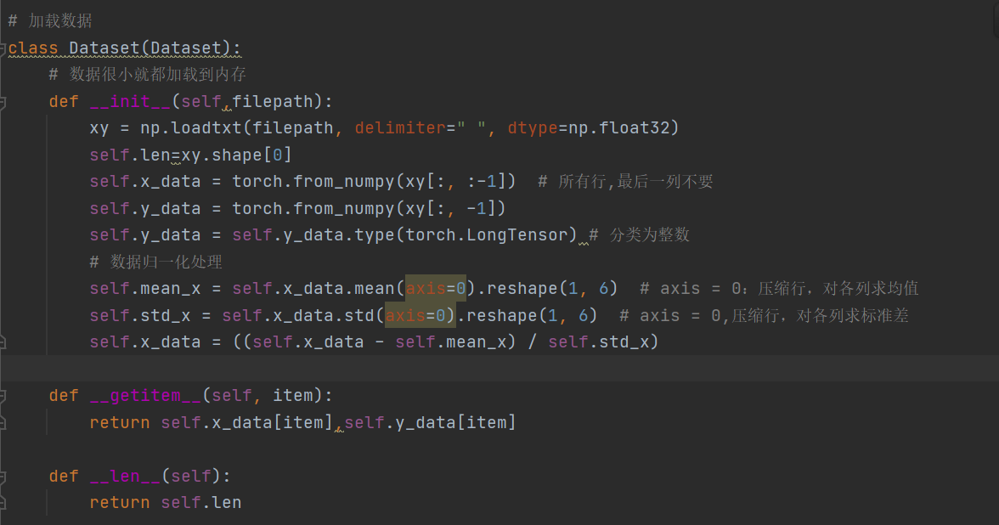 # 加载数据
class Dataset(Dataset):
    # 数据很小就都加载到内存
    def __init__(self,filepath):
        xy = np.loadtxt(filepath, delimiter=" ", dtype=np.float32)
        self.len=xy.shape[0]
        self.x_data = torch.from_numpy(xy[:, :-1])  # 所有行,最后一列不要
        self.y_data = torch.from_numpy(xy[:, -1])
        self.y_data = self.y_data.type(torch.LongTensor) # 分类为整数
        # 数据归一化处理
        self.mean_x = self.x_data.mean(axis=0).reshape(1, 6)  # axis = 0：压缩行，对各列求均值
        self.std_x = self.x_data.std(axis=0).reshape(1, 6)  # axis = 0,压缩行，对各列求标准差
        self.x_data = ((self.x_data - self.mean_x) / self.std_x)
    def __getitem__(self, item):
        return self.x_data[item],self.y_data[item]
    def __len__(self):
        return self.len